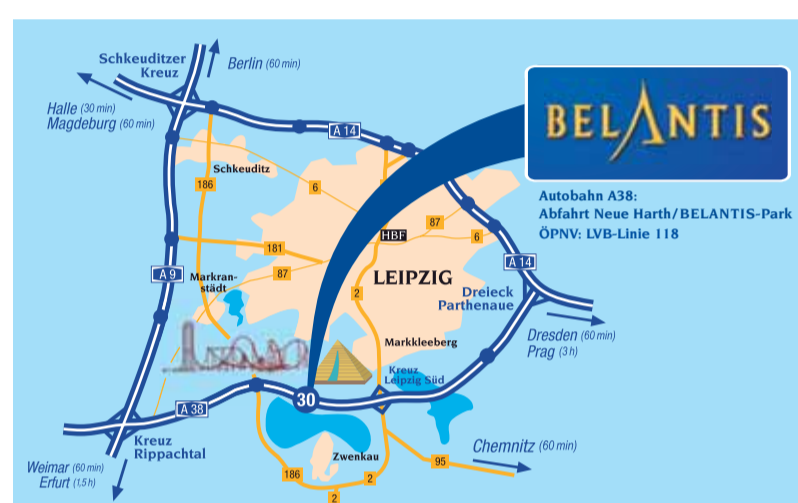 Schkeuditzer
Kreuz
Berlin (60 min)
Halle (30 min)
Magdeburg (60 min)
A 14
BELANTIS
Schkeuditz
186
6
Autobahn A38:
Abfahrt Neue Harth/BELANTIS-Park
ÖPNV: LVB-Linie 118
87
HBF
6
181
A 9
87
LEIPZIG
A 14
Markran-
städt
2
Dreieck
Parthenaue
Dresden (60 min)
Prag (3 h)
Markkleeberg
Kreuz
Leipzig Süd
30
A 38
Kreuz
Rippachtal
Chemnitz (60 min)
Zwenkau
95
Weimar (60 min)
Erfurt (1,5 h)
186
2
2